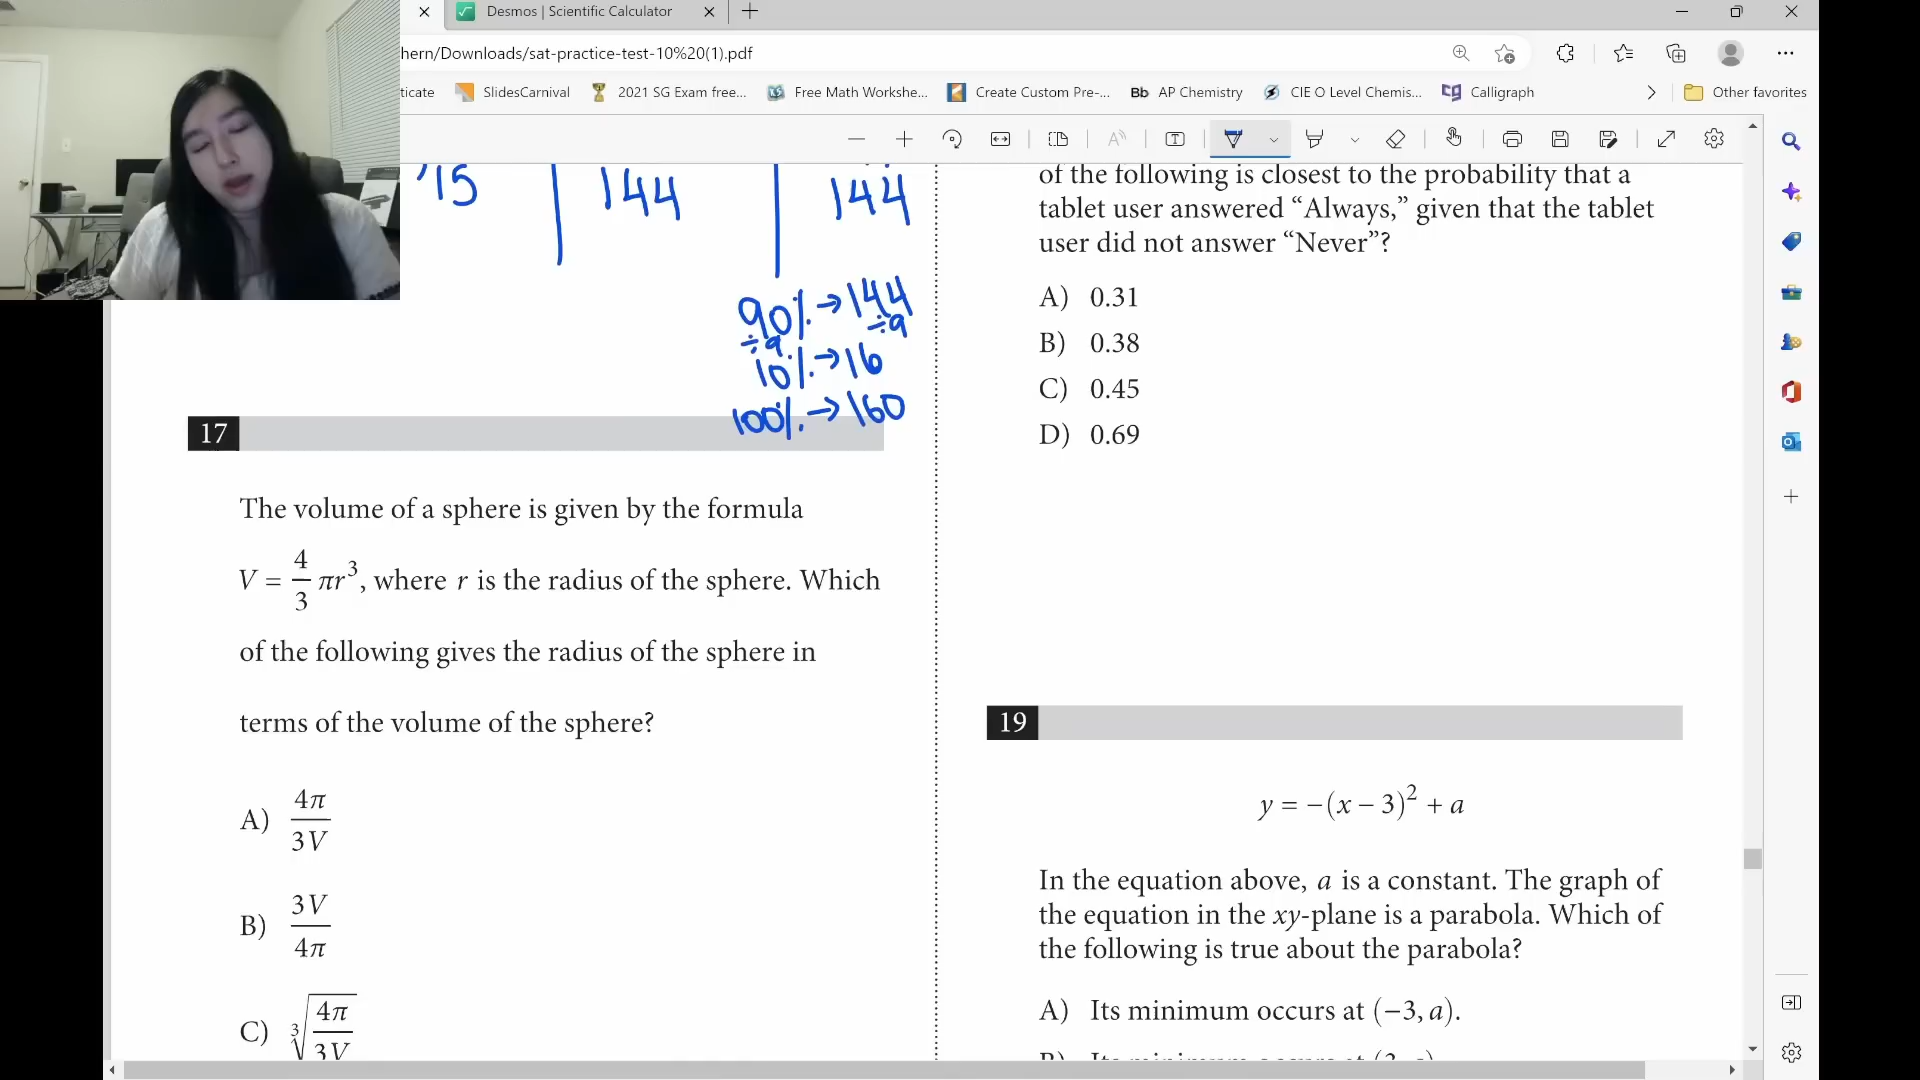 Desmos | Scientific Calculator
hern/Downloads/sat-practice-test-10%20(1).pdf
ticate
SlidesCarnival
2021 SG Exam free...
Free Math Workshe...
Create Custom Pre-...
Bb AP Chemistry
CIE O Level Chemis...
Calligraph
Other favorites
15
144
144
90% → 144
÷9
÷9
10% → 16
100% → 160
17
The volume of a sphere is given by the formula
V = 4/3 πr³, where r is the radius of the sphere. Which
of the following gives the radius of the sphere in
terms of the volume of the sphere?
A) 4π/3V
B) 3V/4π
C) ∛(4π/3V)
of the following is closest to the probability that a
tablet user answered “Always,” given that the tablet
user did not answer “Never”?
A) 0.31
B) 0.38
C) 0.45
D) 0.69
19
y = −(x − 3)² + a
In the equation above, a is a constant. The graph of
the equation in the xy-plane is a parabola. Which of
the following is true about the parabola?
A) Its minimum occurs at (−3, a).